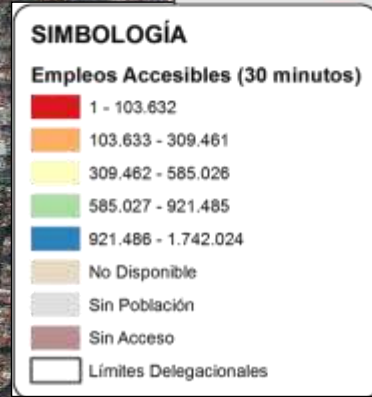 SIMBOLOGÍA
Empleos Accesibles (30 minutos)
1 - 103.632
103.633 - 309.461
309.462 - 585.026
585.027 - 921.485
921.486 - 1.742.024
No Disponible
Sin Población
Sin Acceso
Límites Delegacionales